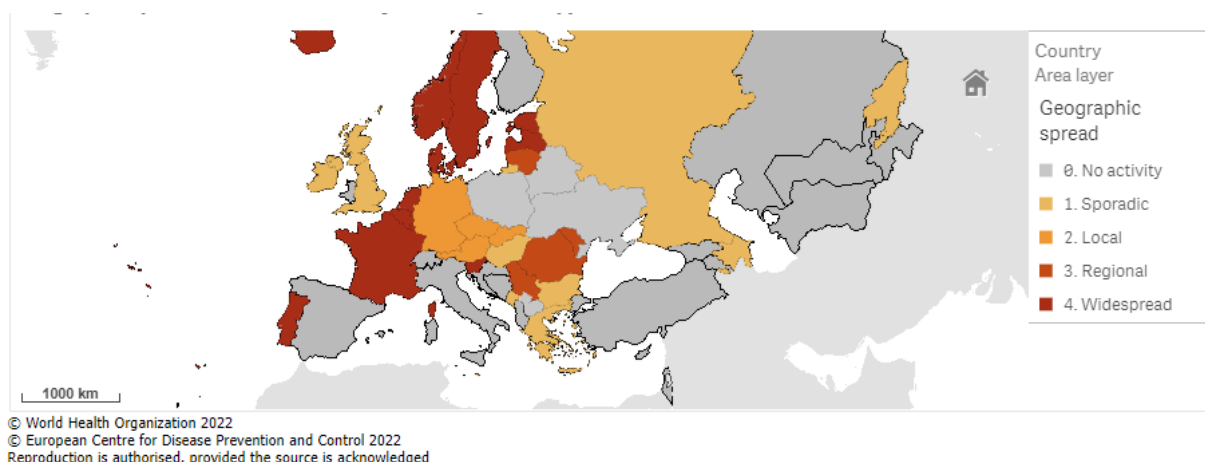 Country
Area layer
Geographic
spread
0. No activity
1. Sporadic
2. Local
3. Regional
4. Widespread
1000 km
© World Health Organization 2022
© European Centre for Disease Prevention and Control 2022
Reproduction is authorised, provided the source is acknowledged